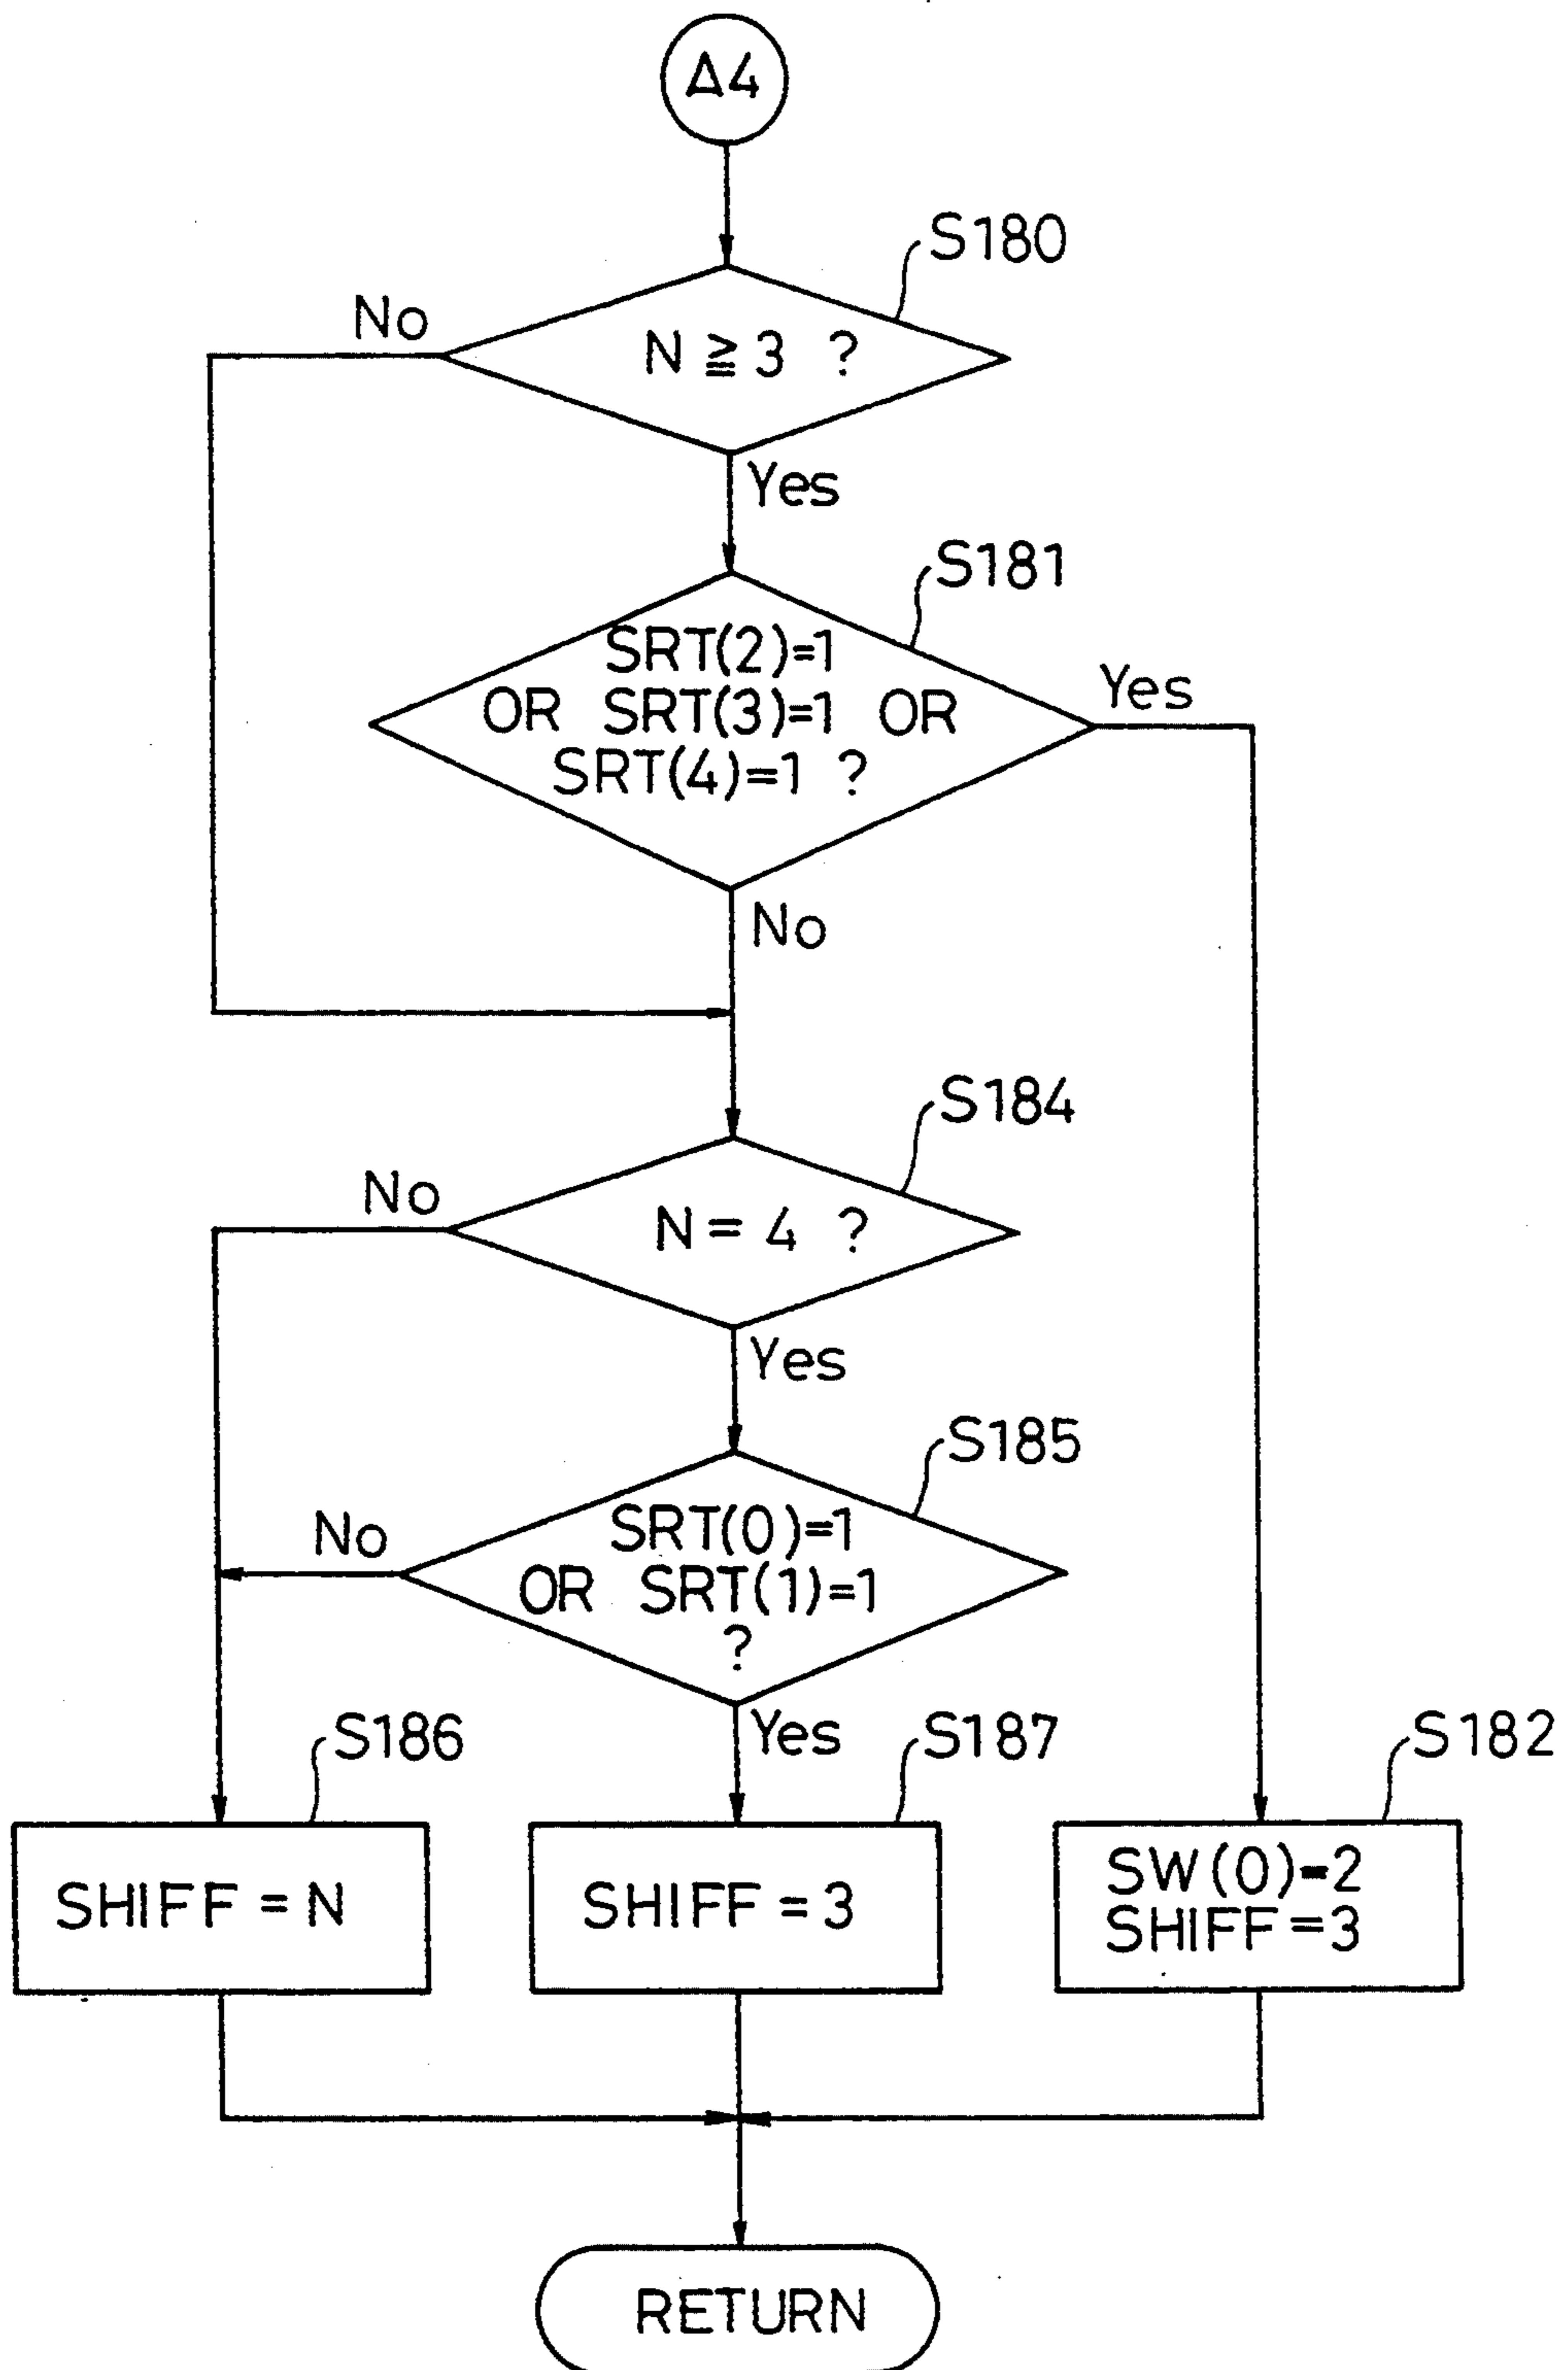 Δ4
S180
No
N ≧ 3 ?
Yes
S181
SRT(2)=1
OR SRT(3)=1 OR
SRT(4)=1 ?
Yes
No
S184
No
N = 4 ?
Yes
S185
No
SRT(0)=1
OR SRT(1)=1
?
Yes
S186
S187
S182
SHIFF = N
SHIFF = 3
SW(0)=2
SHIFF = 3
RETURN